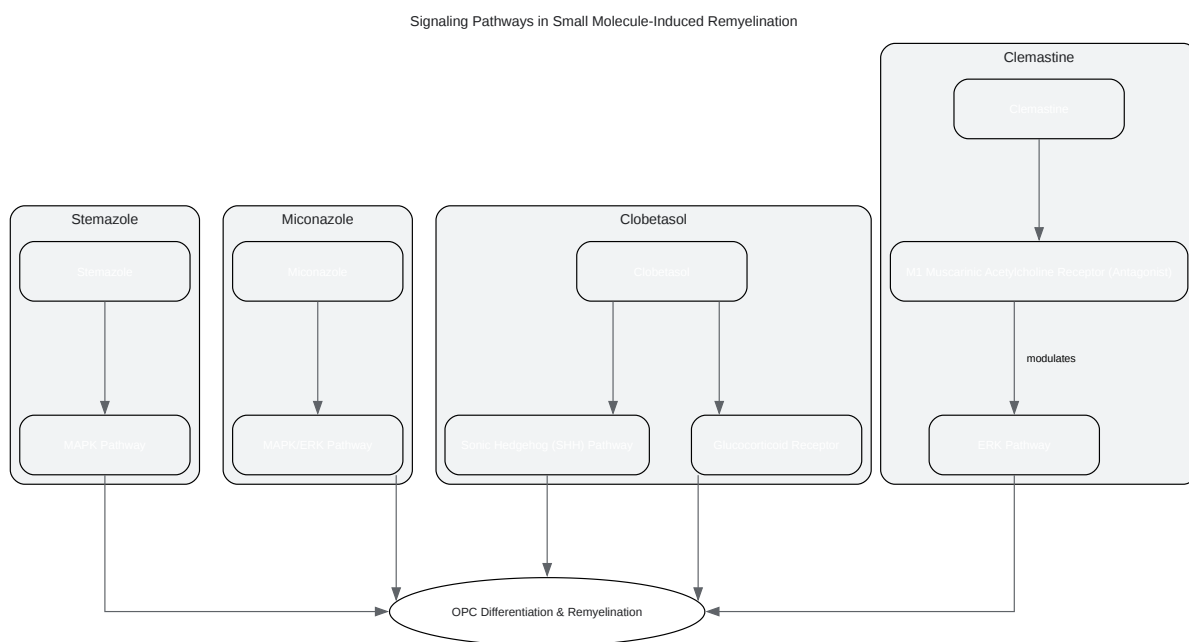 Signaling Pathways in Small Molecule-Induced Remyelination
Clemastine
Clemastine
Stemazole
Miconazole
Clobetasol
Stemazole
Miconazole
Clobetasol
M1 Muscarinic Acetylcholine Receptor (Antagonist)
modulates
MAPK Pathway
MAPK/ERK Pathway
Sonic Hedgehog (SHH) Pathway
Glucocorticoid Receptor
ERK Pathway
OPC Differentiation & Remyelination